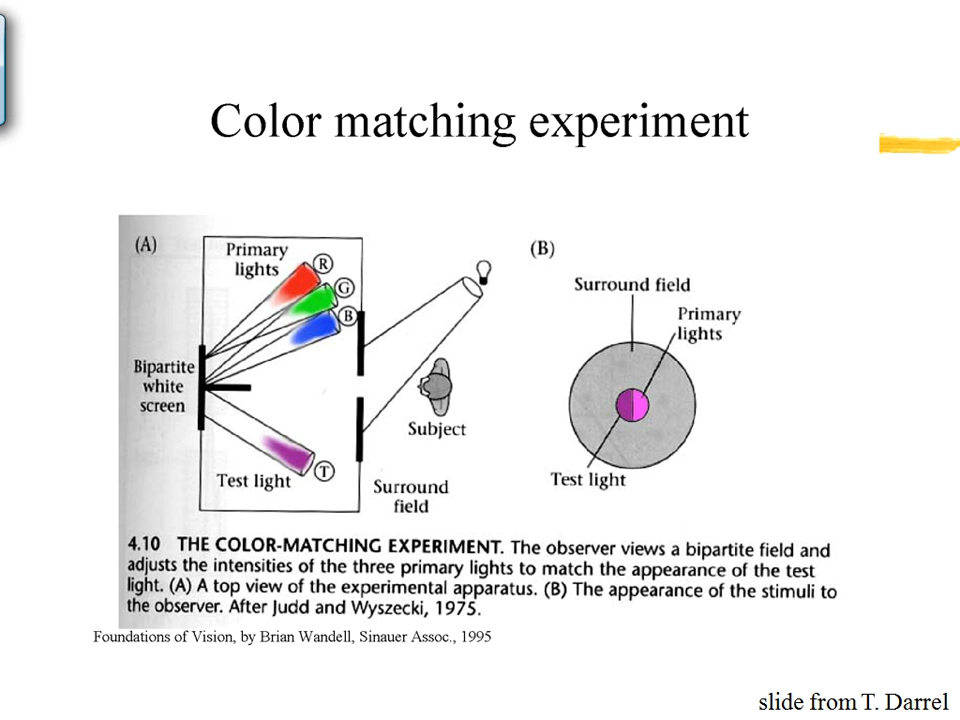 Color matching experiment
(A)
Primary
lights
R
G
B
Bipartite
white
screen
Test light
T
Subject
Surround
field
(B)
Surround field
Primary
lights
Test light
4.10 THE COLOR-MATCHING EXPERIMENT. The observer views a bipartite field and
adjusts the intensities of the three primary lights to match the appearance of the test
light. (A) A top view of the experimental apparatus. (B) The appearance of the stimuli to
the observer. After Judd and Wyszecki, 1975.
Foundations of Vision, by Brian Wandell, Sinauer Assoc., 1995
slide from T. Darrel